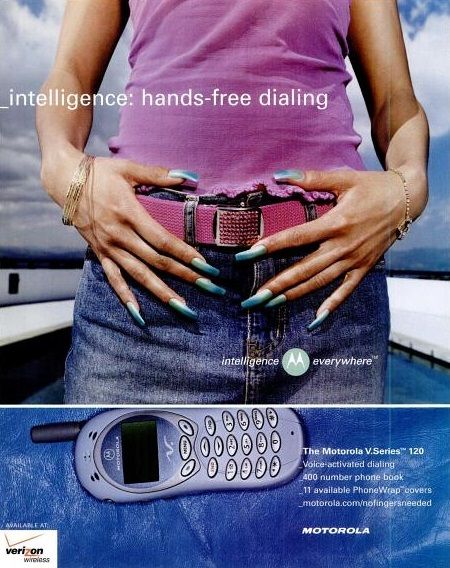 _intelligence: hands-free dialing
intelligence M everywhere™
MOTOROLA
The Motorola V.Series™ 120
Voice-activated dialing
400 number phone book
11 available PhoneWrap™ covers
motorola.com/nofingersneeded
MOTOROLA
AVAILABLE AT:
verizon
wireless